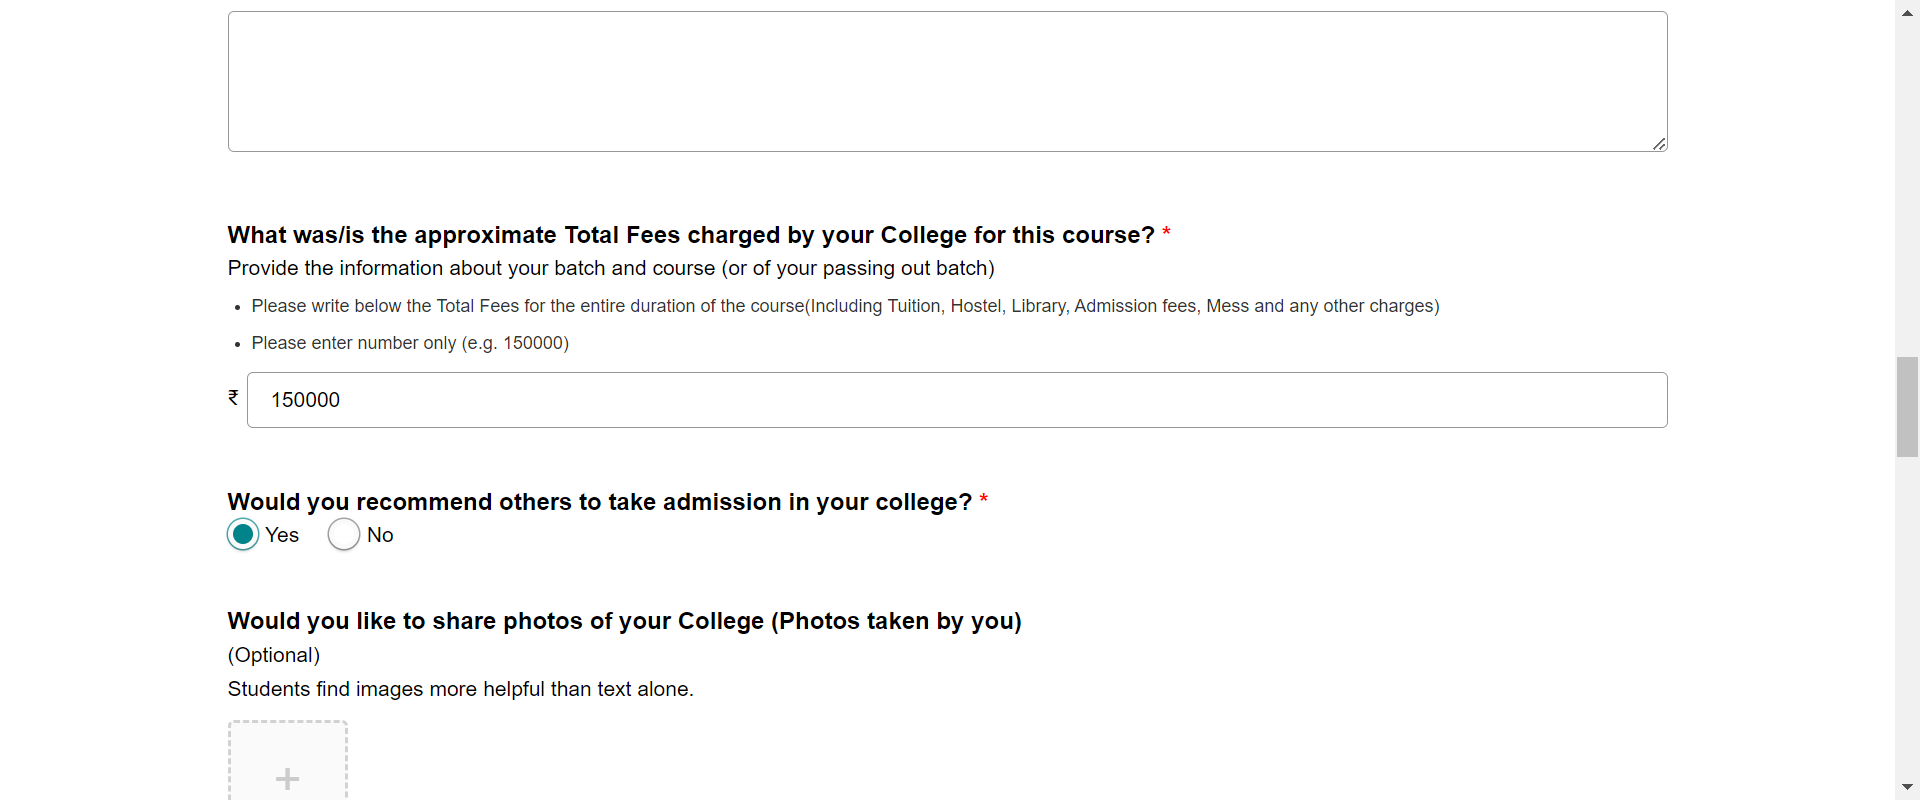 What was/is the approximate Total Fees charged by your College for this course? *
Provide the information about your batch and course (or of your passing out batch)
• Please write below the Total Fees for the entire duration of the course(Including Tuition, Hostel, Library, Admission fees, Mess and any other charges)
• Please enter number only (e.g. 150000)
₹ 150000
Would you recommend others to take admission in your college? *
Yes No
Would you like to share photos of your College (Photos taken by you)
(Optional)
Students find images more helpful than text alone.
+